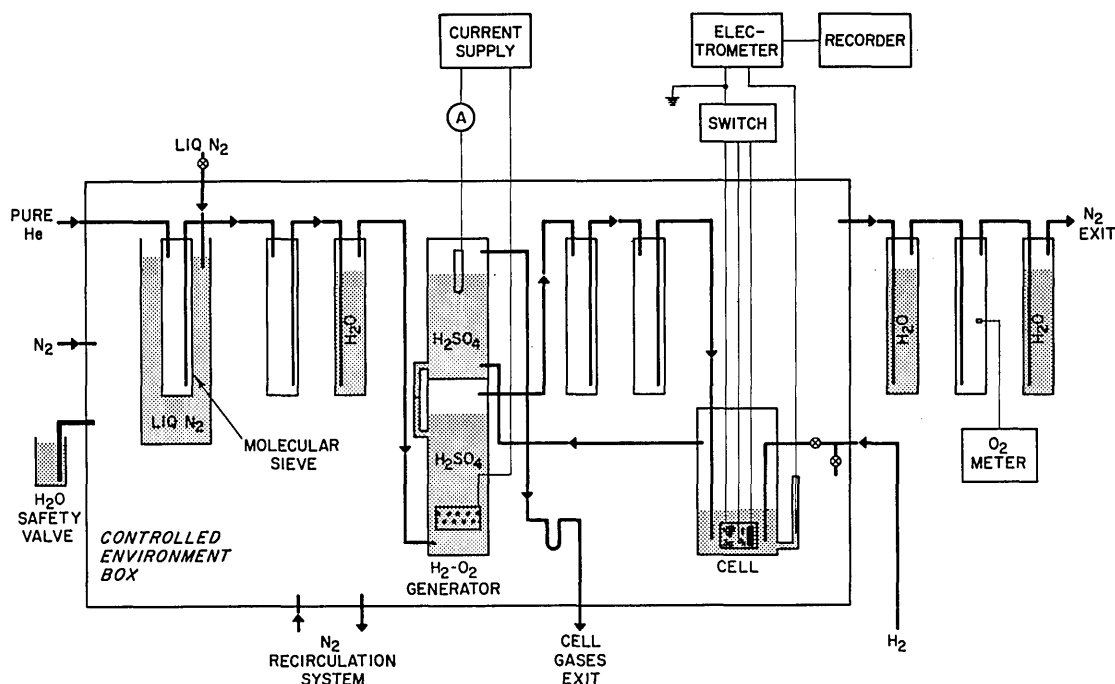 CURRENT
SUPPLY
ELEC-
TROMETER
RECORDER
A
SWITCH
LIQ N₂
PURE
He
N₂
EXIT
H₂O
H₂SO₄
H₂O
H₂O
N₂
LIQ N₂
MOLECULAR
SIEVE
H₂SO₄
O₂
METER
H₂O
SAFETY
VALVE
CONTROLLED
ENVIRONMENT
BOX
H₂-O₂
GENERATOR
CELL
N₂
RECIRCULATION
SYSTEM
CELL
GASES
EXIT
H₂